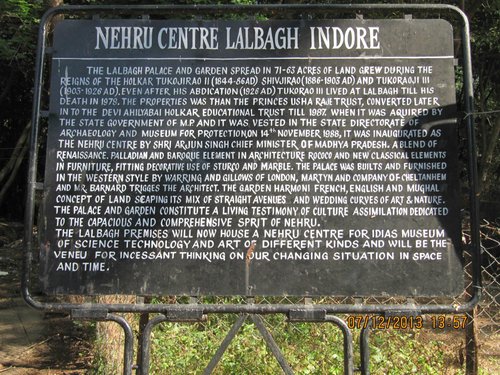 NEHRU CENTRE LALBAGH INDORE
THE LALBAGH PALACE AND GARDEN SPREAD IN 71-63 ACRES OF LAND GREW DURING THE
REIGNS OF THE HOLKAR TUKOJIRAO II (1844-86AD) SHIVJIRAO (1886-1903 AD) AND TUKORAOJI III
(1903-1926 AD). EVEN AFTER HIS ABDICATION (1926 AD) TUKORAO III LIVED AT LALBAGH TILL HIS
DEATH IN 1978. THE PROPERTIES WAS THAN THE PRINCES USHA RAJE TRUST, CONVERTED LATER
IN TO THE DEVI AHILYABAI HOLKAR, EDUCATIONAL TRUST TILL 1987. WHEN IT WAS AQUIRED BY
THE STATE GOVERNMENT OF M.P AND IT WAS VESTED IN THE STATE DIRECTORATE OF
ARCHAEOLOGY AND MUSEUM FOR PROTECTION, ON 14TH NOVEMBER 1988, IT WAS INAUGURATED AS
THE NEHRU CENTRE BY SHRI ARJUN SINGH CHIEF MINISTER OF MADHYA PRADESH. A BLEND OF
RENAISSANCE. PALLADIAN AND BAROQUE ELEMENT IN ARCHITECTURE ROCOCO AND NEW CLASSICAL ELEMENTS
IN FURNITURE, FITTING DECORATIVE USE OF STURCO AND MARBLE. THE PALACE WAS BUILTS AND FURNISHED
IN THE WESTERN STYLE BY WARRING AND GILLOWS OF LONDON, MARTYN AND COMPANY OF CHELTANHEM
AND MR. BARNARD TRIGGES THE ARCHITECT. THE GARDEN HARMONI FRENCH, ENGLISH AND MUGHAL
CONCEPT OF LAND SCAPING ITS MIX OF STRAIGHT AVENUES AND WEDDING CURVES OF ART & NATURE.
THE PALACE AND GARDEN CONSTITUTE A LIVING TESTIMONY OF CULTURE ASSIMILATION DEDICATED
TO THE CAPACIOUS AND COMPREHENSIVE SPRIT OF NEHRU.
THE LALBAGH PREMISES WILL NOW HOUSE A NEHRU CENTRE FOR IDIAS MUSEUM
OF SCIENCE TECHNOLOGY AND ART OF DIFFERENT KINDS AND WILL BE THE
VENEU FOR INCESSANT THINKING ON OUR CHANGING SITUATION IN SPACE
AND TIME.
07/12/2013 13:57